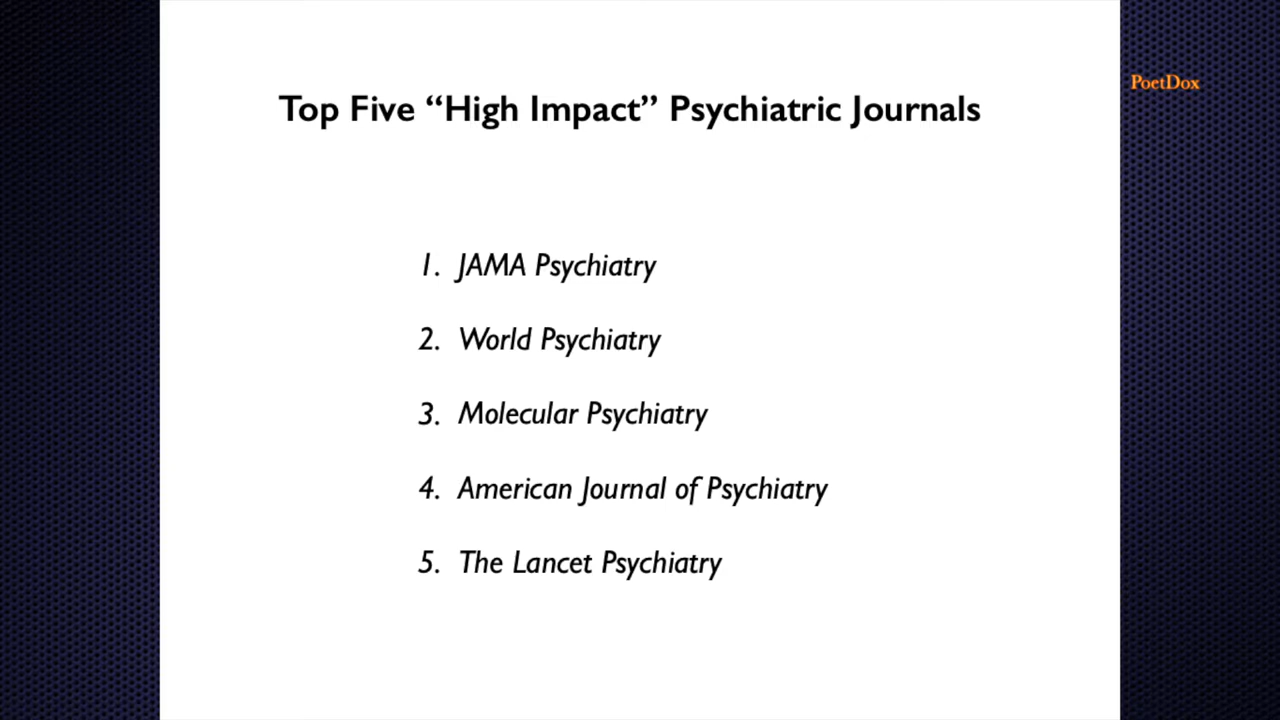 PoetDox
Top Five “High Impact” Psychiatric Journals
1. JAMA Psychiatry
2. World Psychiatry
3. Molecular Psychiatry
4. American Journal of Psychiatry
5. The Lancet Psychiatry